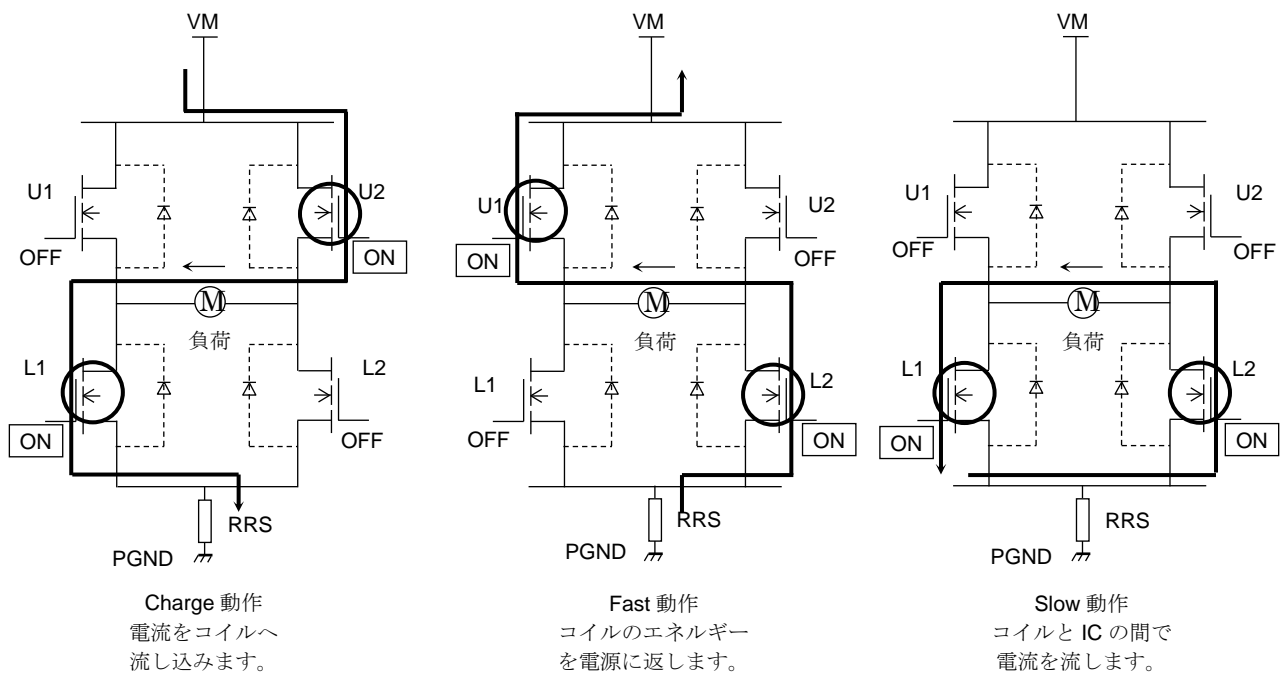 VM
U1
U2
OFF
ON
M
負荷
L1
L2
ON
OFF
RRS
PGND
Charge 動作
電流をコイルへ
流し込みます。
VM
U1
U2
ON
OFF
M
負荷
L1
L2
OFF
ON
RRS
PGND
Fast 動作
コイルのエネルギー
を電源に返します。
VM
U1
U2
OFF
OFF
M
負荷
L1
L2
ON
ON
RRS
PGND
Slow 動作
コイルと IC の間で
電流を流します。